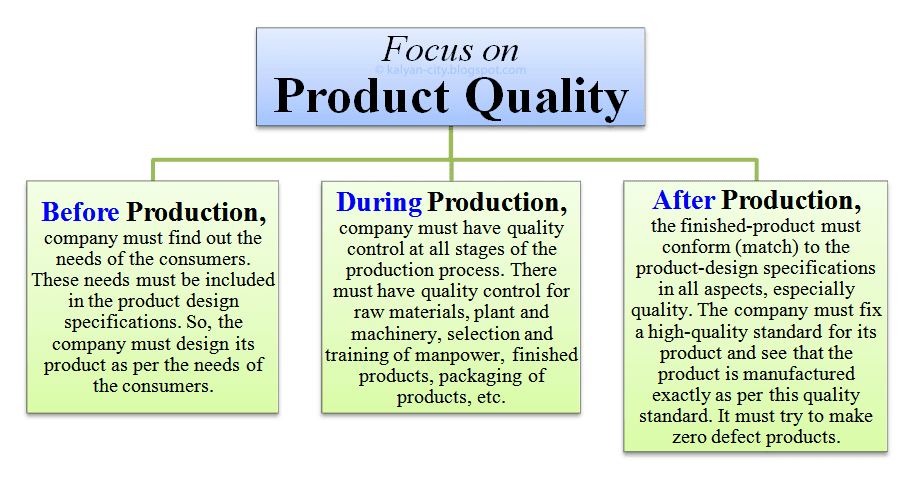 Focus on
© kalyan-city.blogspot.com
Product Quality
Before Production,
company must find out the
needs of the consumers.
These needs must be included
in the product design
specifications. So, the
company must design its
product as per the needs of
the consumers.
During Production,
company must have quality
control at all stages of the
production process. There
must have quality control for
raw materials, plant and
machinery, selection and
training of manpower, finished
products, packaging of
products, etc.
After Production,
the finished-product must
conform (match) to the
product-design specifications
in all aspects, especially
quality. The company must fix
a high-quality standard for its
product and see that the
product is manufactured
exactly as per this quality
standard. It must try to make
zero defect products.